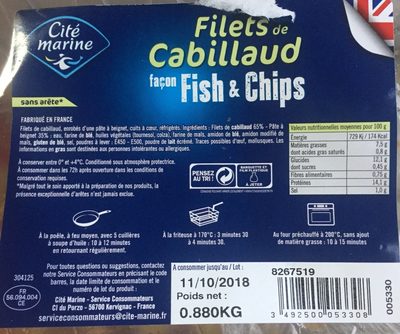 Cité
marine
Filets de
Cabillaud
façon Fish & Chips
sans arête*
FABRIQUÉ EN FRANCE
Filets de cabillaud, enrobés d'une pâte à beignet, cuits à cœur, réfrigérés. Ingrédients : Filets de cabillaud 65% - Pâte à
beignet 35% : eau, farine de blé, huiles végétales (tournesol, colza), farine de maïs, amidon de blé, amidon modifié de
maïs, gluten de blé, sel, poudres à lever : E450 - E500, poudre de lait écrémé. Traces possibles d'œuf, mollusques. Les
informations en gras sont destinées aux personnes intolérantes ou allergiques.
À conserver entre 0° et +4°C. Conditionné sous atmosphère protectrice.
À consommer dans les 72h après ouverture dans les conditions de
conservation requises.
*Malgré tout le soin apporté à la préparation de nos produits, la
présence exceptionnelle d'arêtes n'est jamais exclue.
PENSEZ
AU TRI !
BARQUETTE ET
FILM PLASTIQUE
À JETER
Valeurs nutritionnelles moyennes pour 100 g
Energie 729 Kj / 174 Kcal
Matières grasses 7,5 g
dont acides gras saturés 0,8 g
Glucides 12,1 g
dont sucres 0,45 g
Fibres alimentaires 0,75 g
Protéines 14,1 g
Sel 1,0 g
À la poêle, à feu moyen, avec 5 cuillères
à soupe d'huile : 10 à 12 minutes
en retournant régulièrement.
À la friteuse à 170°C : 3 minutes 30
à 4 minutes 30.
Au four préchauffé à 200°C, sans ajout
de matière grasse : 10 à 15 minutes
304125
FR
56.094.004
CE
Pour toutes questions ou suggestions, contactez
notre Service Consommateurs en précisant le code
barres, la date limite de consommation et le
numéro de lot du produit :
Cité Marine - Service Consommateurs
CI du Porzo - 56780 Kervignac - France
serviceconsommateurs@cite-marine.fr
A consommer jusqu'au / Lot :
11/10/2018
8267519
Poids net :
0.880KG
3 492500 053308
005330